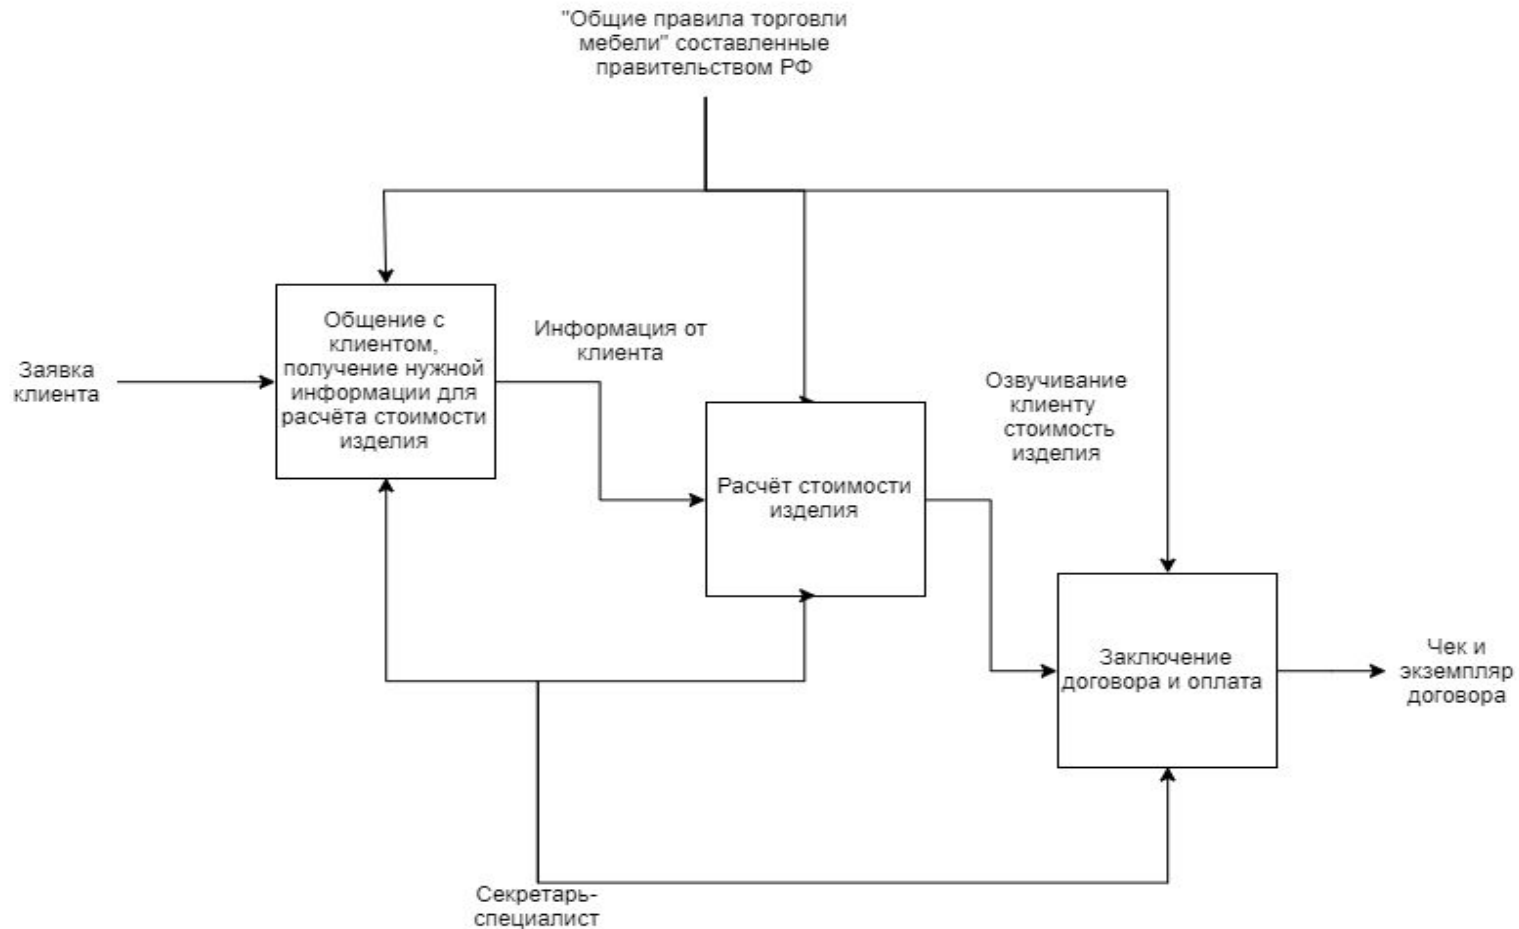 "Общие правила торговли
мебели" составленные
правительством РФ
Заявка
клиента
Общение с
клиентом,
получение нужной
информации для
расчёта стоимости
изделия
Информация от
клиента
Расчёт стоимости
изделия
Озвучивание
клиенту
стоимость
изделия
Заключение
договора и оплата
Чек и
экземпляр
договора
Секретарь-
специалист